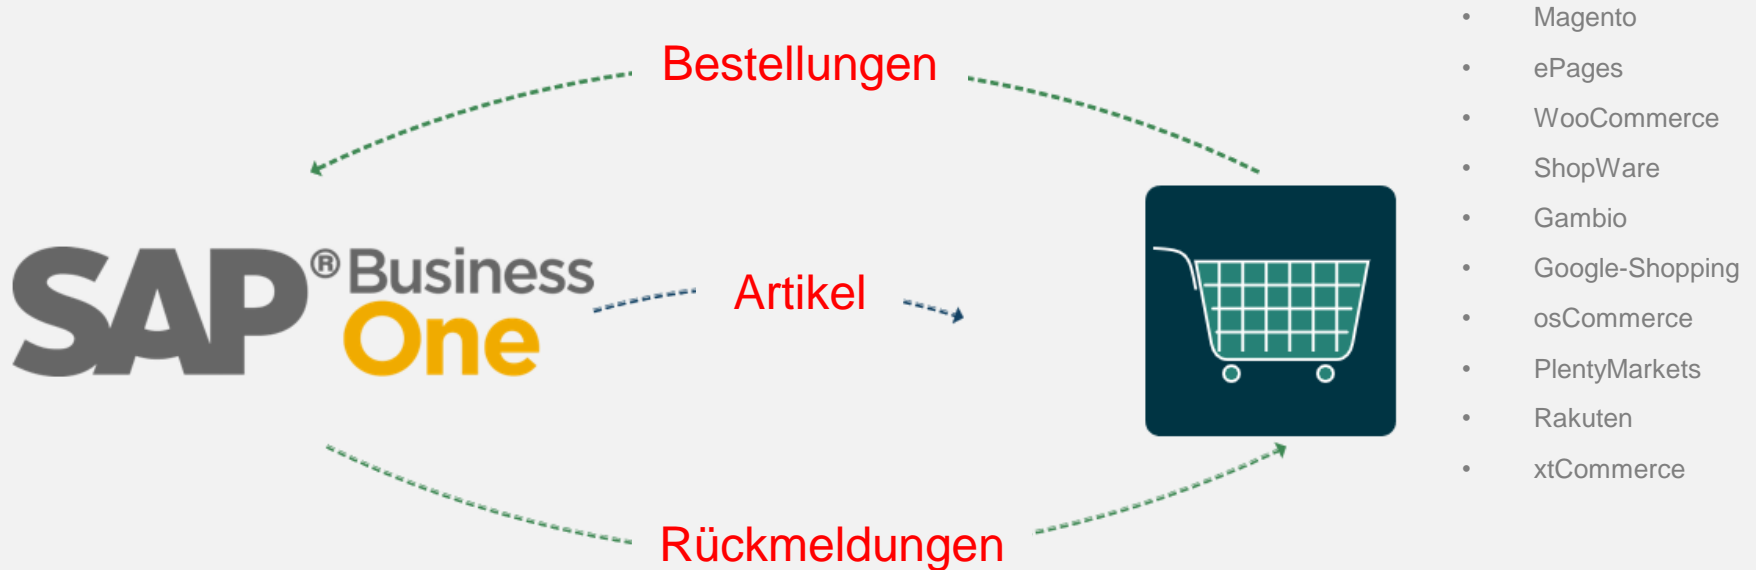 Bestellungen
SAP® Business One
Artikel
Rückmeldungen
• Magento
• ePages
• WooCommerce
• ShopWare
• Gambio
• Google-Shopping
• osCommerce
• PlentyMarkets
• Rakuten
• xtCommerce